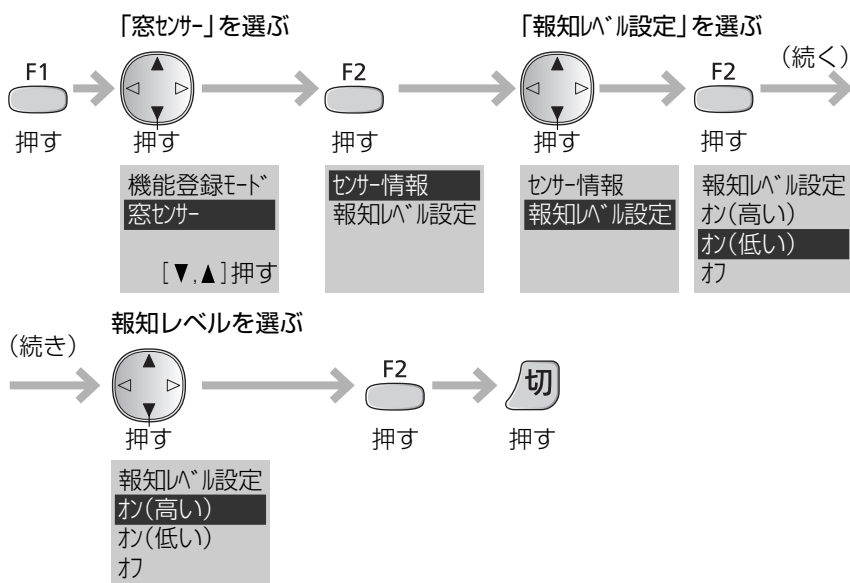 「窓ｾﾝｻｰ」を選ぶ
「報知ﾚﾍﾞﾙ設定」を選ぶ
F1
F2
F2
(続く)
押す
押す
押す
押す
押す
機能登録ﾓｰﾄﾞ
窓ｾﾝｻｰ
[▼,▲]押す
ｾﾝｻｰ情報
報知ﾚﾍﾞﾙ設定
ｾﾝｻｰ情報
報知ﾚﾍﾞﾙ設定
報知ﾚﾍﾞﾙ設定
ｵﾝ(高い)
ｵﾝ(低い)
ｵﾌ
(続き)
報知レベルを選ぶ
F2
切
押す
押す
押す
報知ﾚﾍﾞﾙ設定
ｵﾝ(高い)
ｵﾝ(低い)
ｵﾌ